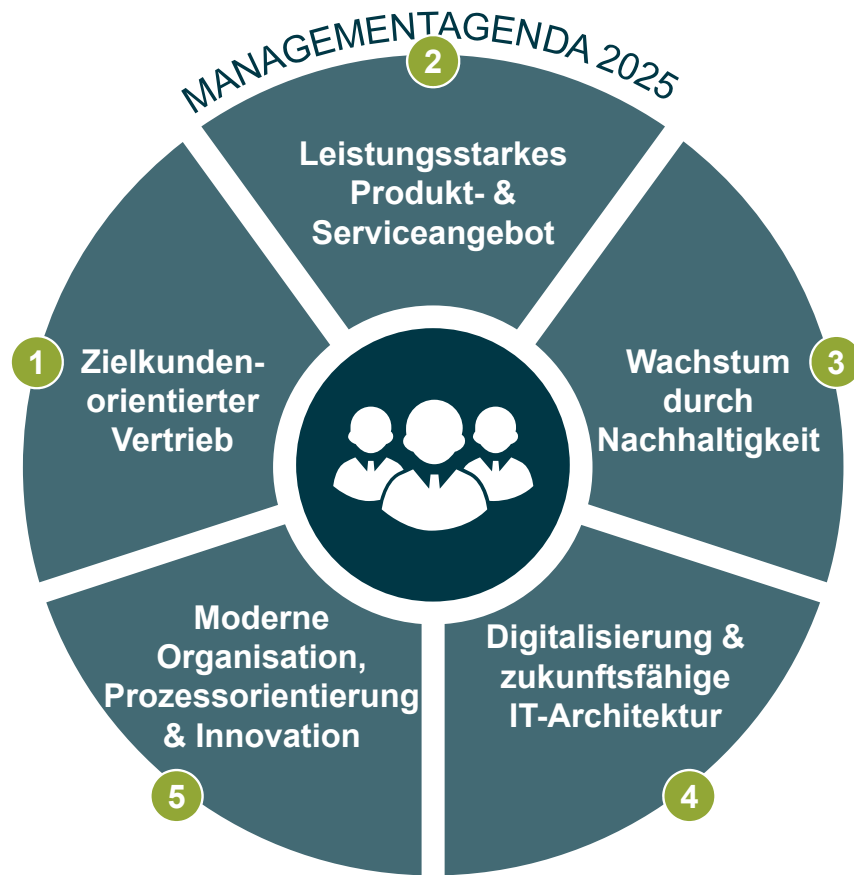 MANAGEMENTAGENDA 2025
1
Zielkunden-
orientierter
Vertrieb
2
Leistungsstarkes
Produkt- &
Serviceangebot
3
Wachstum
durch
Nachhaltigkeit
4
Digitalisierung &
zukunftsfähige
IT-Architektur
5
Moderne
Organisation,
Prozessorientierung
& Innovation